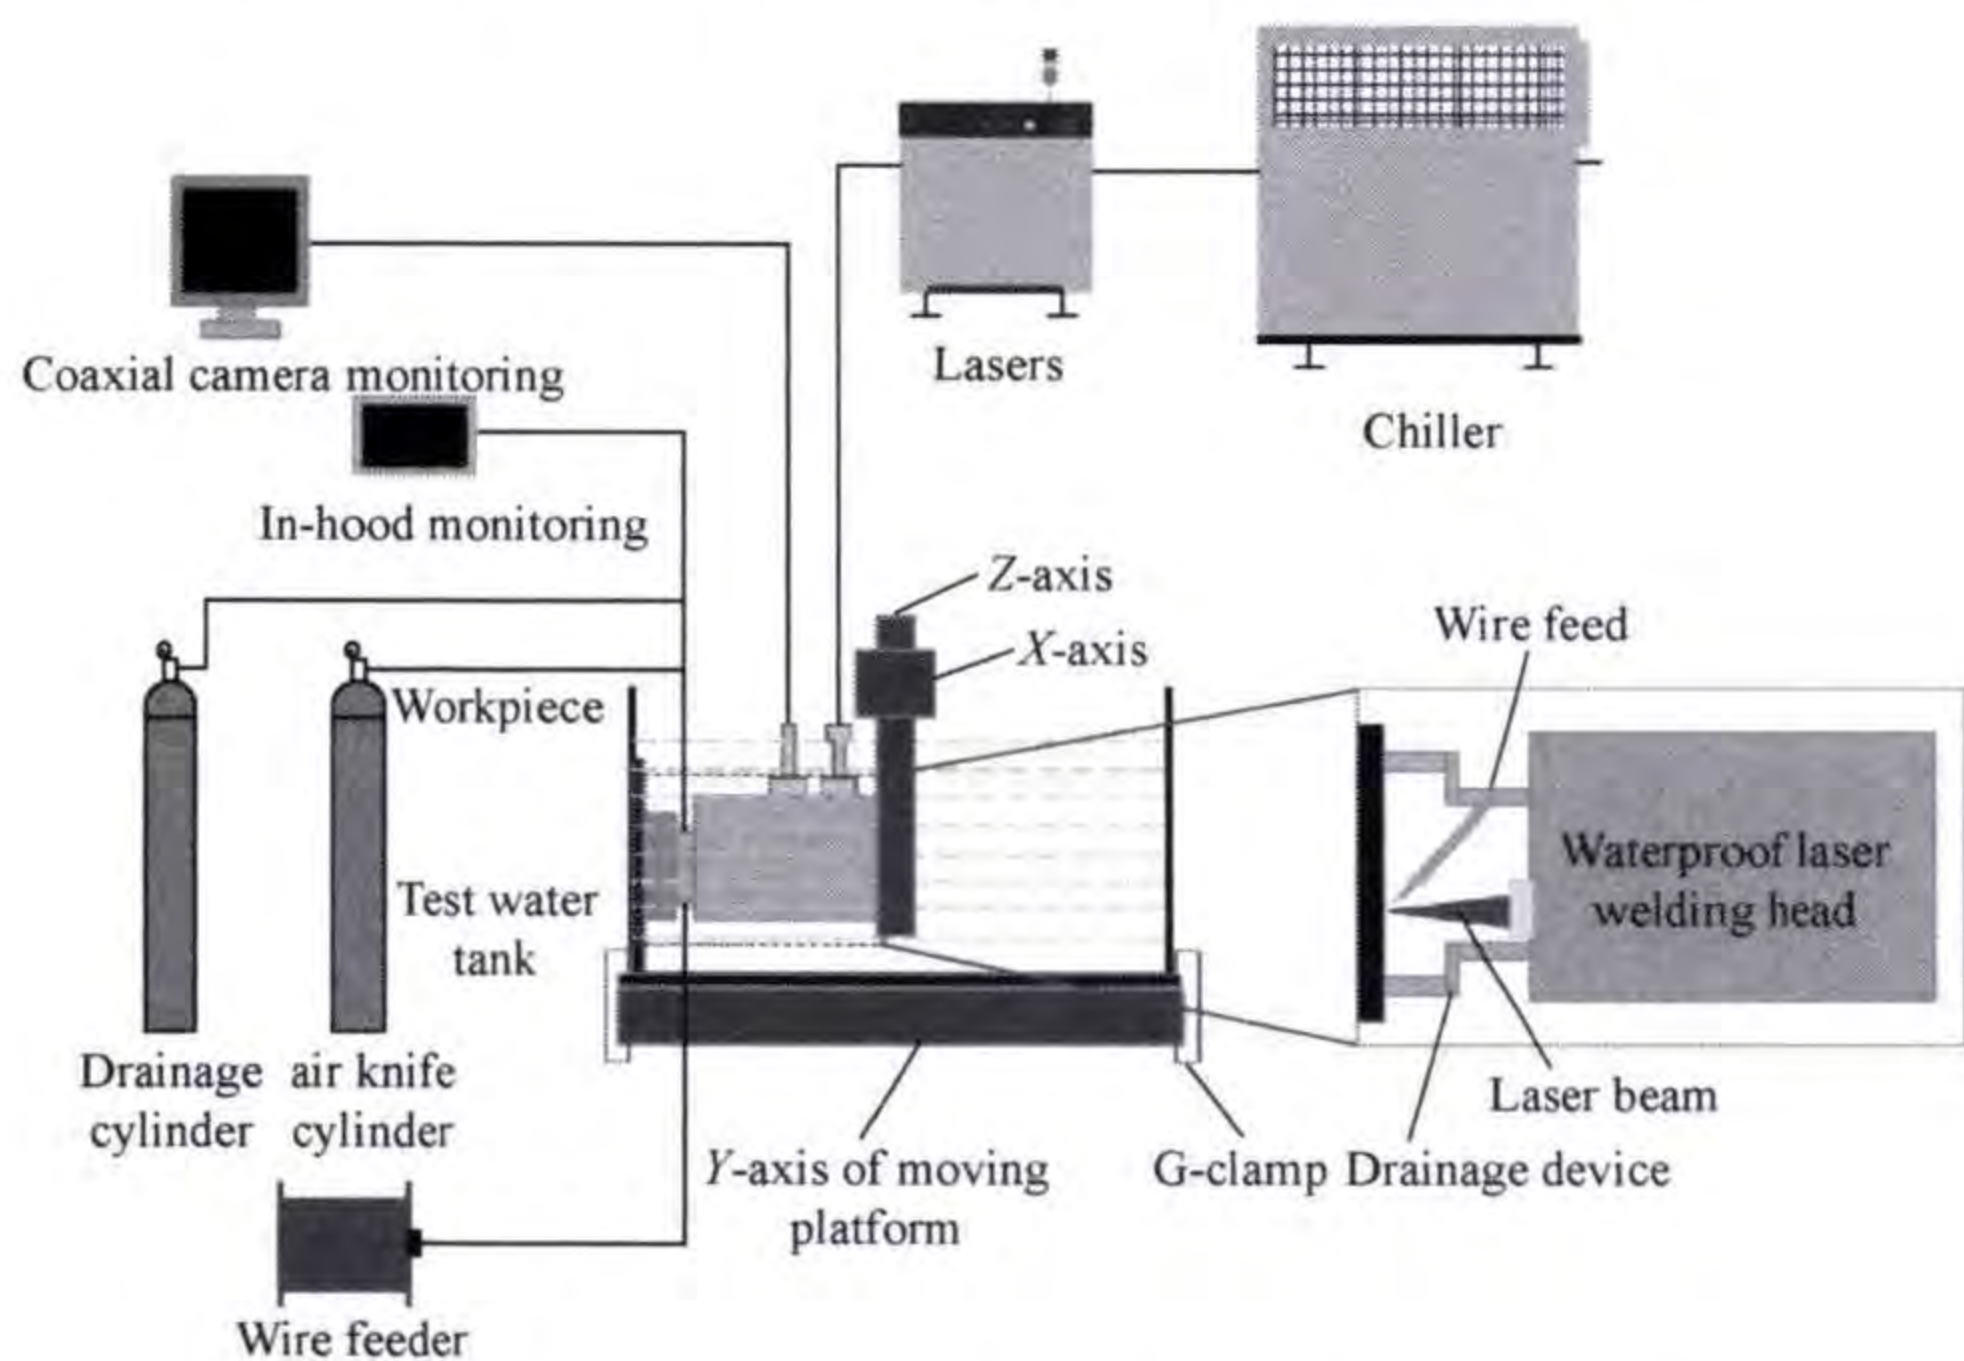 Coaxial camera monitoring
Lasers
Chiller
In-hood monitoring
Z-axis
X-axis
Wire feed
Workpiece
Waterproof laser
welding head
Test water
tank
Drainage
cylinder
air knife
cylinder
Laser beam
Y-axis of moving
platform
G-clamp
Drainage device
Wire feeder